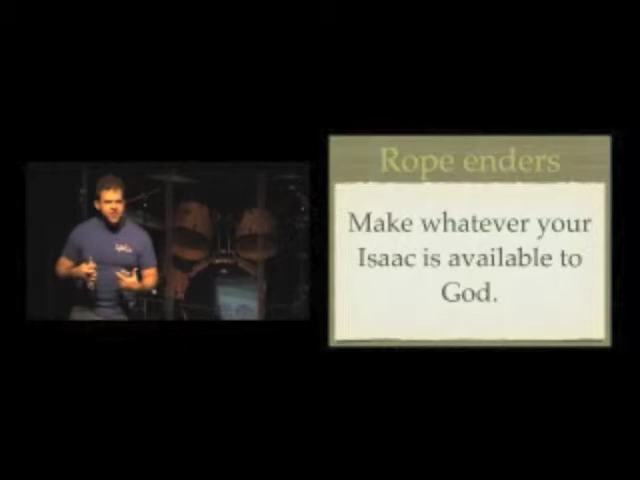 Rope enders
Make whatever your
Isaac is available to
God.